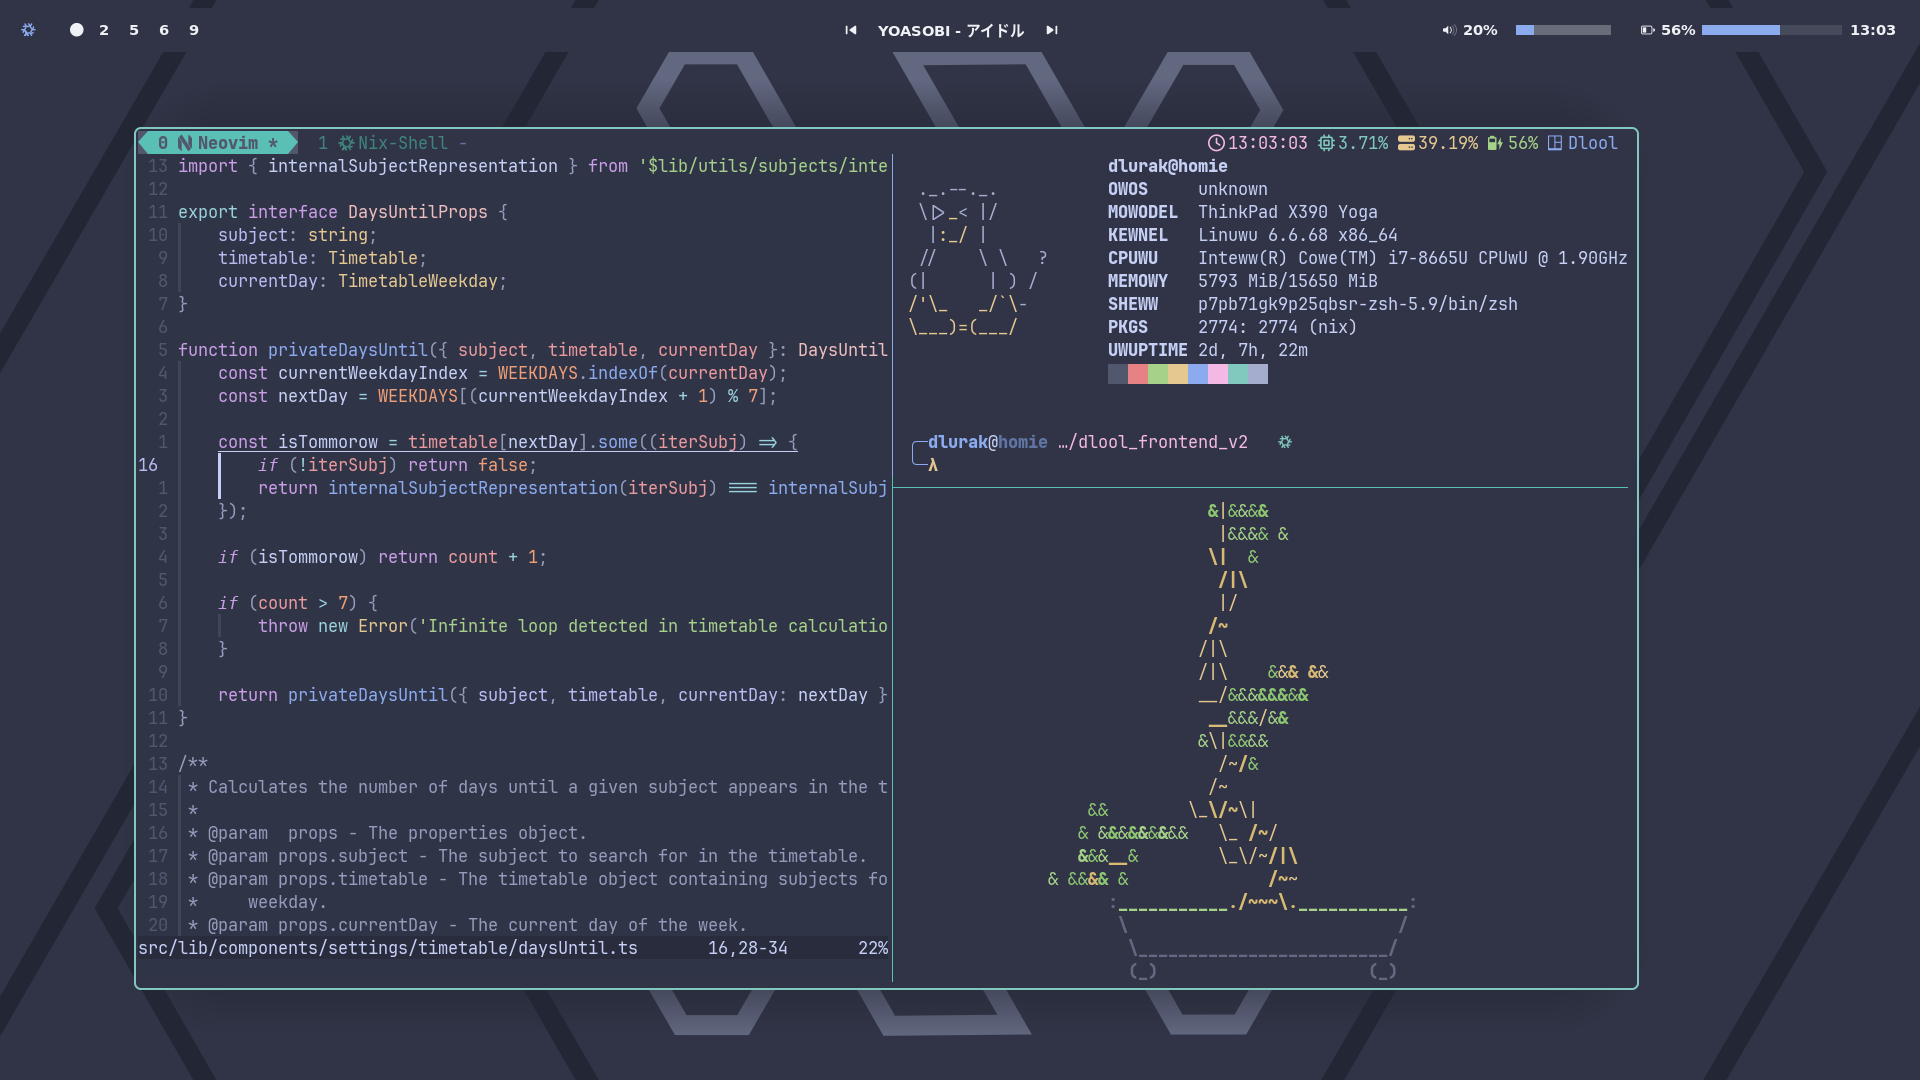 2 5 6 9
YOASOBI - アイドル
20%
56%
13:03
0 Neovim * 1 Nix-Shell -
13:03:03 3.71% 39.19% 56% Dlool
13 import { internalSubjectRepresentation } from '$lib/utils/subjects/inte
12
11 export interface DaysUntilProps {
10     subject: string;
9     timetable: Timetable;
8     currentDay: TimetableWeekday;
7 }
6
5 function privateDaysUntil({ subject, timetable, currentDay }: DaysUntil
4     const currentWeekdayIndex = WEEKDAYS.indexOf(currentDay);
3     const nextDay = WEEKDAYS[(currentWeekdayIndex + 1) % 7];
2
1     const isTommorow = timetable[nextDay].some((iterSubj) => {
16         if (!iterSubj) return false;
1         return internalSubjectRepresentation(iterSubj) === internalSubj
2     });
3
4     if (isTommorow) return count + 1;
5
6     if (count > 7) {
7         throw new Error('Infinite loop detected in timetable calculatio
8     }
9
10     return privateDaysUntil({ subject, timetable, currentDay: nextDay }
11 }
12
13 /**
14  * Calculates the number of days until a given subject appears in the t
15  *
16  * @param  props - The properties object.
17  * @param props.subject - The subject to search for in the timetable.
18  * @param props.timetable - The timetable object containing subjects fo
19  *     weekday.
20  * @param props.currentDay - The current day of the week.
src/lib/components/settings/timetable/daysUntil.ts 16,28-34 22%
dlurak@homie
OWOS unknown
MOWODEL ThinkPad X390 Yoga
KEWNEL Linuwu 6.6.68 x86_64
CPUWU Inteww(R) Cowe(TM) i7-8665U CPUwU @ 1.90GHz
MEMOWY 5793 MiB/15650 MiB
SHEWW p7pb71gk9p25qbsr-zsh-5.9/bin/zsh
PKGS 2774: 2774 (nix)
UWUPTIME 2d, 7h, 22m
dlurak@homie …/dlool_frontend_v2
λ